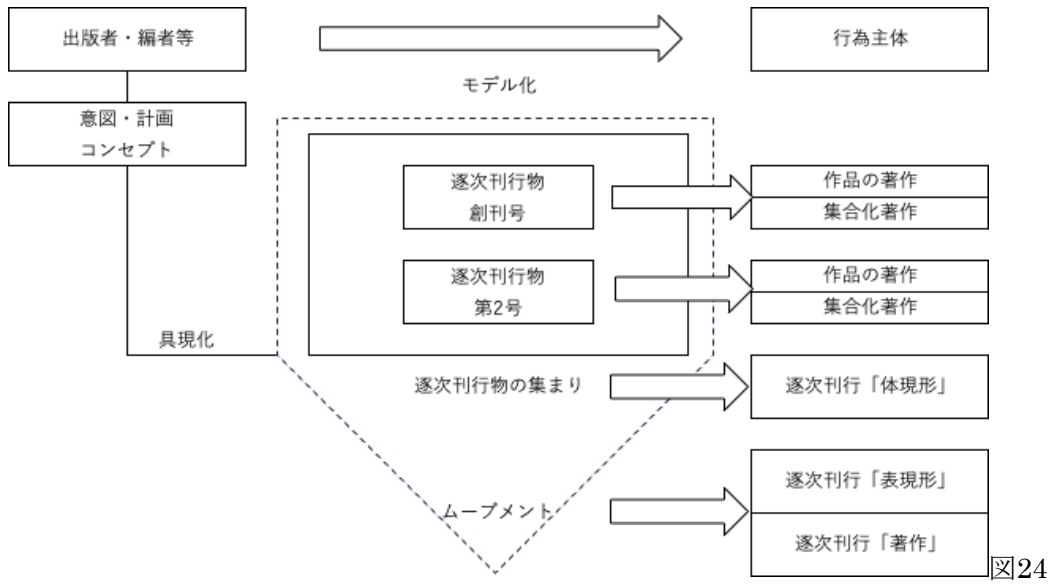 出版者・編者等
行為主体
モデル化
意図・計画
コンセプト
逐次刊行物
創刊号
作品の著作
集合化著作
逐次刊行物
第2号
作品の著作
集合化著作
具現化
逐次刊行物の集まり
逐次刊行「体現形」
逐次刊行「表現形」
ムーブメント
逐次刊行「著作」
図24